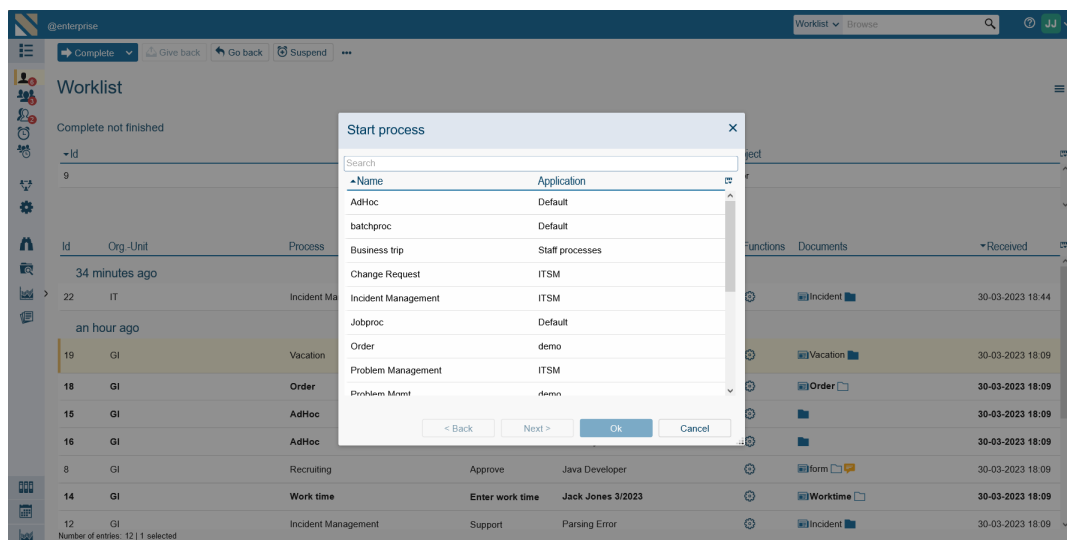 @enterprise
Worklist Browse JJ
Complete Give back Go back Suspend •••
Worklist
Complete not finished
Id
9
Id Org.-Unit Process Functions Documents Received
34 minutes ago
22 IT Incident Ma Incident 30-03-2023 18:44
an hour ago
19 GI Vacation Vacation 30-03-2023 18:09
18 GI Order Order 30-03-2023 18:09
15 GI AdHoc 30-03-2023 18:09
16 GI AdHoc 30-03-2023 18:09
8 GI Recruiting Approve Java Developer form 30-03-2023 18:09
14 GI Work time Enter work time Jack Jones 3/2023 Worktime 30-03-2023 18:09
12 GI Incident Management Support Parsing Error Incident 30-03-2023 18:09
Number of entries: 12 | 1 selected
Start process
Search
Name Application
AdHoc Default
batchproc Default
Business trip Staff processes
Change Request ITSM
Incident Management ITSM
Jobproc Default
Order demo
Problem Management ITSM
Problem Mgmt demo
< Back Next > Ok Cancel